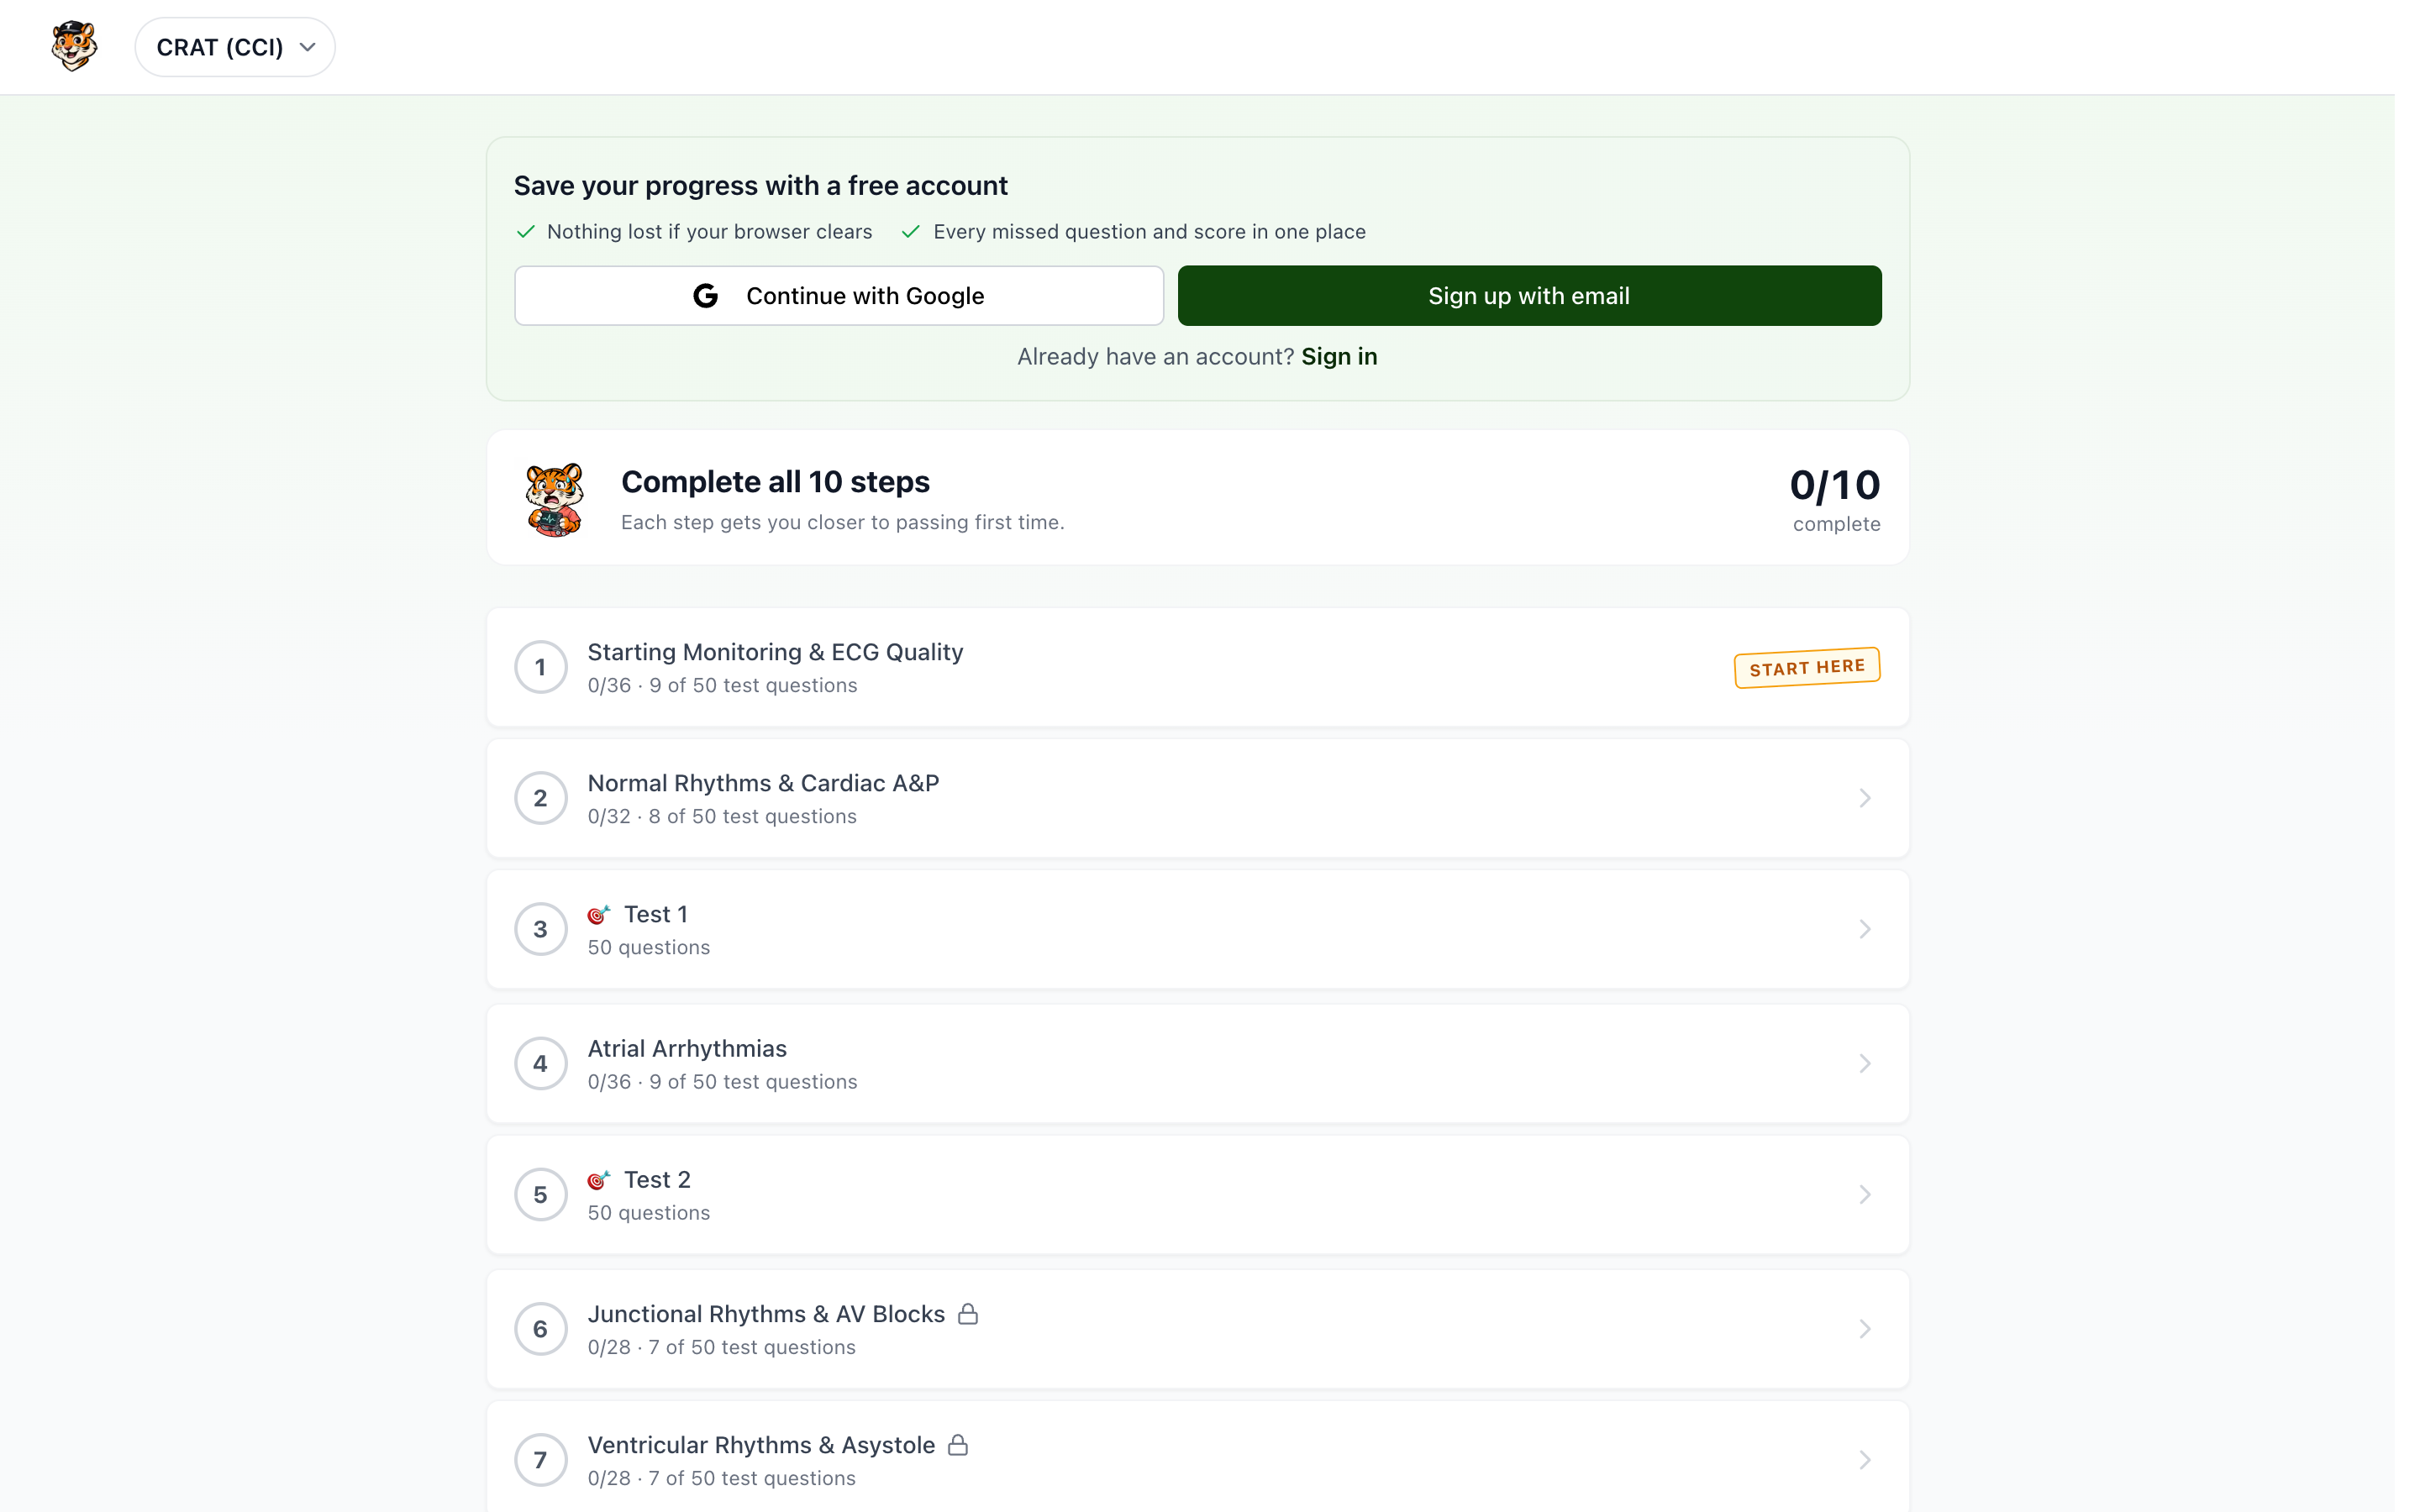 CRAT (CCI)
Save your progress with a free account
Nothing lost if your browser clears
Every missed question and score in one place
Continue with Google
Sign up with email
Already have an account? Sign in
Complete all 10 steps
Each step gets you closer to passing first time.
0/10
complete
1
Starting Monitoring & ECG Quality
0/36 · 9 of 50 test questions
START HERE
2
Normal Rhythms & Cardiac A&P
0/32 · 8 of 50 test questions
3
Test 1
50 questions
4
Atrial Arrhythmias
0/36 · 9 of 50 test questions
5
Test 2
50 questions
6
Junctional Rhythms & AV Blocks
0/28 · 7 of 50 test questions
7
Ventricular Rhythms & Asystole
0/28 · 7 of 50 test questions